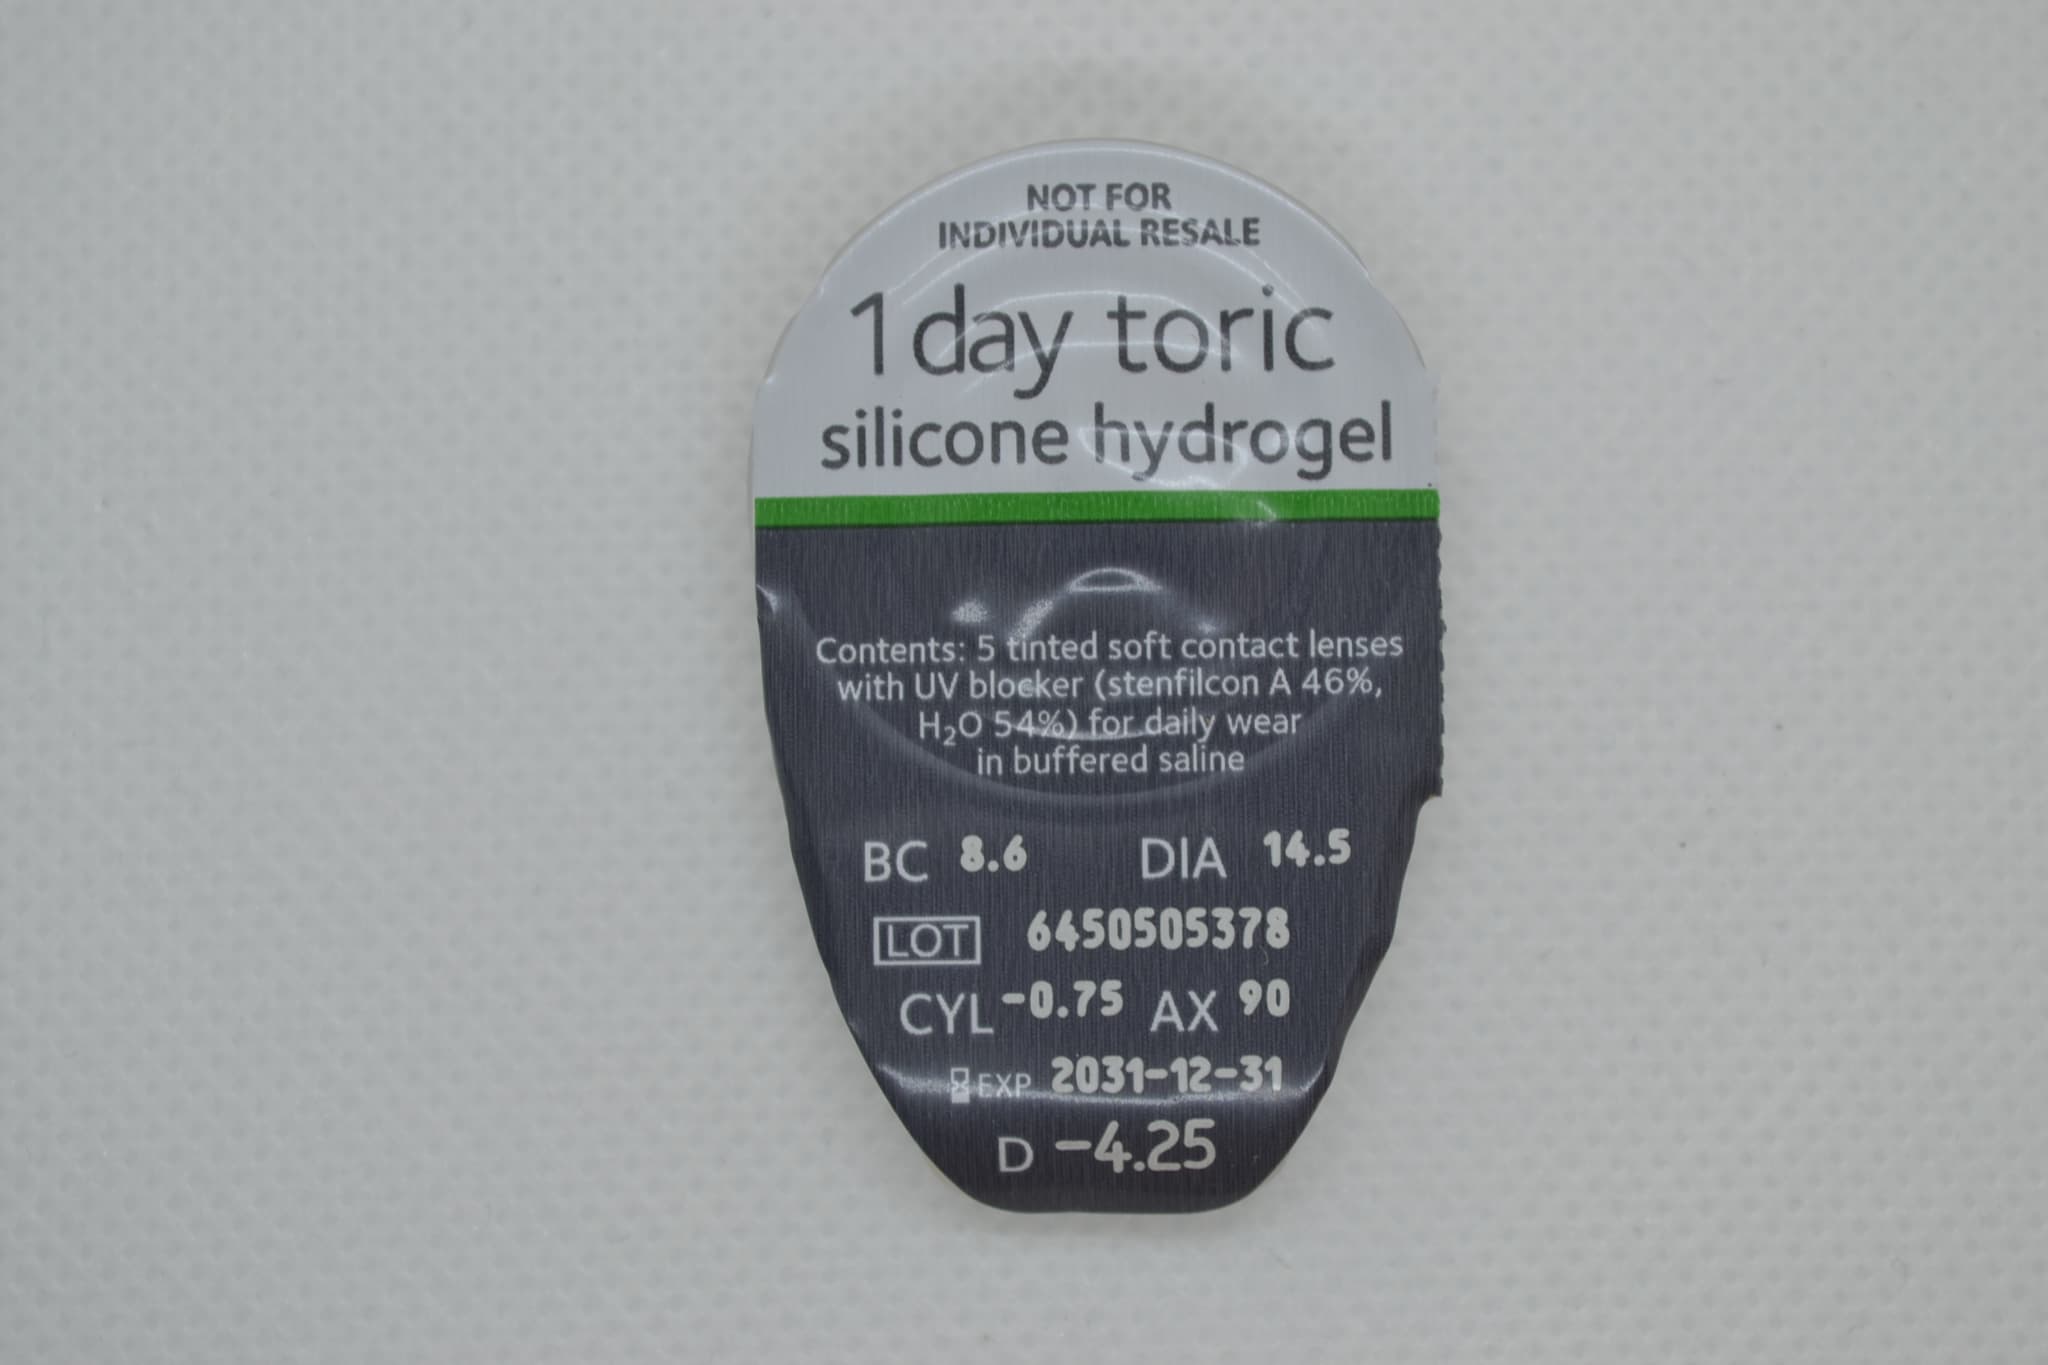 NOT FOR
INDIVIDUAL RESALE
1 day toric
silicone hydrogel
Contents: 5 tinted soft contact lenses
with UV blocker (stenfilcon A 46%,
H₂O 54%) for daily wear
in buffered saline
BC 8.6 DIA 14.5
LOT 6450505378
CYL -0.75 AX 90
EXP 2031-12-31
D -4.25